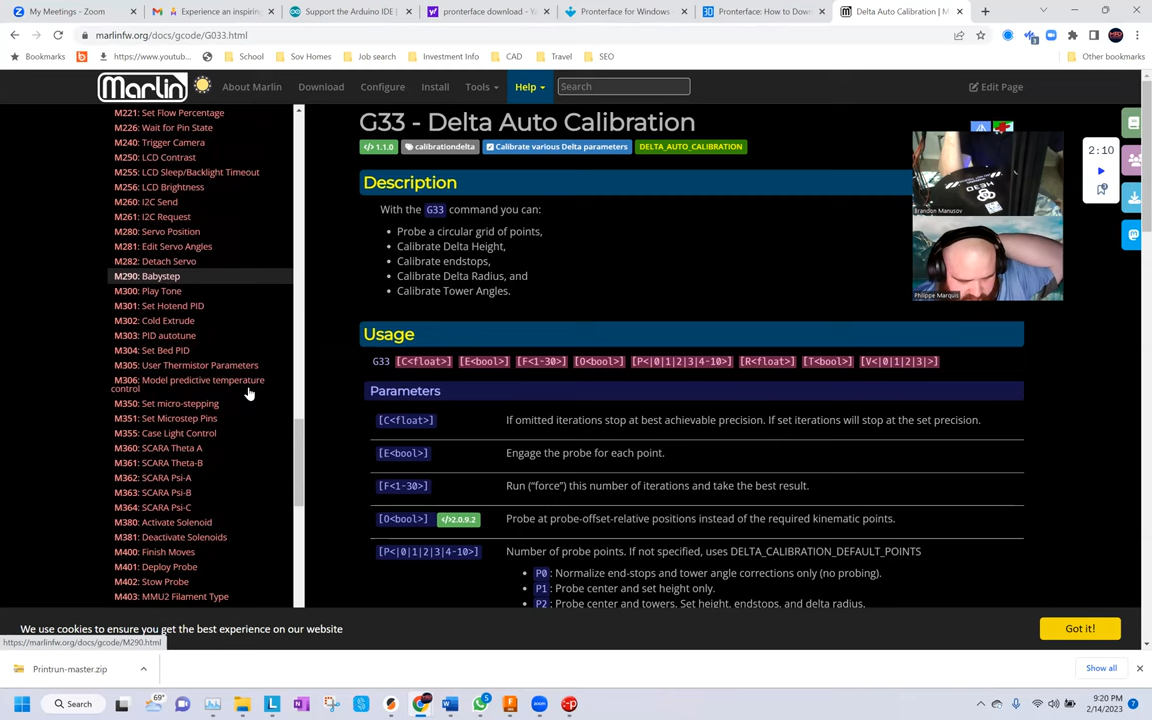 My Meetings - Zoom
Experience an inspirin
Support the Arduino IDE
pronterface download - Ya
Pronterface for Windows
Pronterface: How to Down
Delta Auto Calibration | M
marlinfw.org/docs/gcode/G033.html
Bookmarks
https://www.youtub...
School
Sov Homes
Job search
Investment Info
CAD
Travel
SEO
Other bookmarks
Marlin
About Marlin
Download
Configure
Install
Tools
Help
Search
Edit Page
M221: Set Flow Percentage
M226: Wait for Pin State
M240: Trigger Camera
M250: LCD Contrast
M255: LCD Sleep/Backlight Timeout
M256: LCD Brightness
M260: I2C Send
M261: I2C Request
M280: Servo Position
M281: Edit Servo Angles
M282: Detach Servo
M290: Babystep
M300: Play Tone
M301: Set Hotend PID
M302: Cold Extrude
M303: PID autotune
M304: Set Bed PID
M305: User Thermistor Parameters
M306: Model predictive temperature
control
M350: Set micro-stepping
M351: Set Microstep Pins
M355: Case Light Control
M360: SCARA Theta A
M361: SCARA Theta-B
M362: SCARA Psi-A
M363: SCARA Psi-B
M364: SCARA Psi-C
M380: Activate Solenoid
M381: Deactivate Solenoids
M400: Finish Moves
M401: Deploy Probe
M402: Stow Probe
M403: MMU2 Filament Type
G33 - Delta Auto Calibration
1.1.0
calibrationdelta
Calibrate various Delta parameters
DELTA_AUTO_CALIBRATION
Description
With the G33 command you can:
Probe a circular grid of points,
Calibrate Delta Height,
Calibrate endstops,
Calibrate Delta Radius, and
Calibrate Tower Angles.
Usage
G33 [C<float>] [E<bool>] [F<1-30>] [O<bool>] [P<|0|1|2|3|4-10>] [R<float>] [T<bool>] [V<|0|1|2|3|>]
Parameters
[C<float>] If omitted iterations stop at best achievable precision. If set iterations will stop at the set precision.
[E<bool>] Engage the probe for each point.
[F<1-30>] Run ("force") this number of iterations and take the best result.
[O<bool>] 2.0.9.2 Probe at probe-offset-relative positions instead of the required kinematic points.
[P<|0|1|2|3|4-10>] Number of probe points. If not specified, uses DELTA_CALIBRATION_DEFAULT_POINTS
P0: Normalize end-stops and tower angle corrections only (no probing).
P1: Probe center and set height only.
P2: Probe center and towers. Set height, endstops, and delta radius.
Brandon Manusov
Philippe Marquis
2:10
We use cookies to ensure you get the best experience on our website
Got it!
https://marlinfw.org/docs/gcode/M290.html
Printrun-master.zip
Show all
Search
69°
9:20 PM
2/14/2023